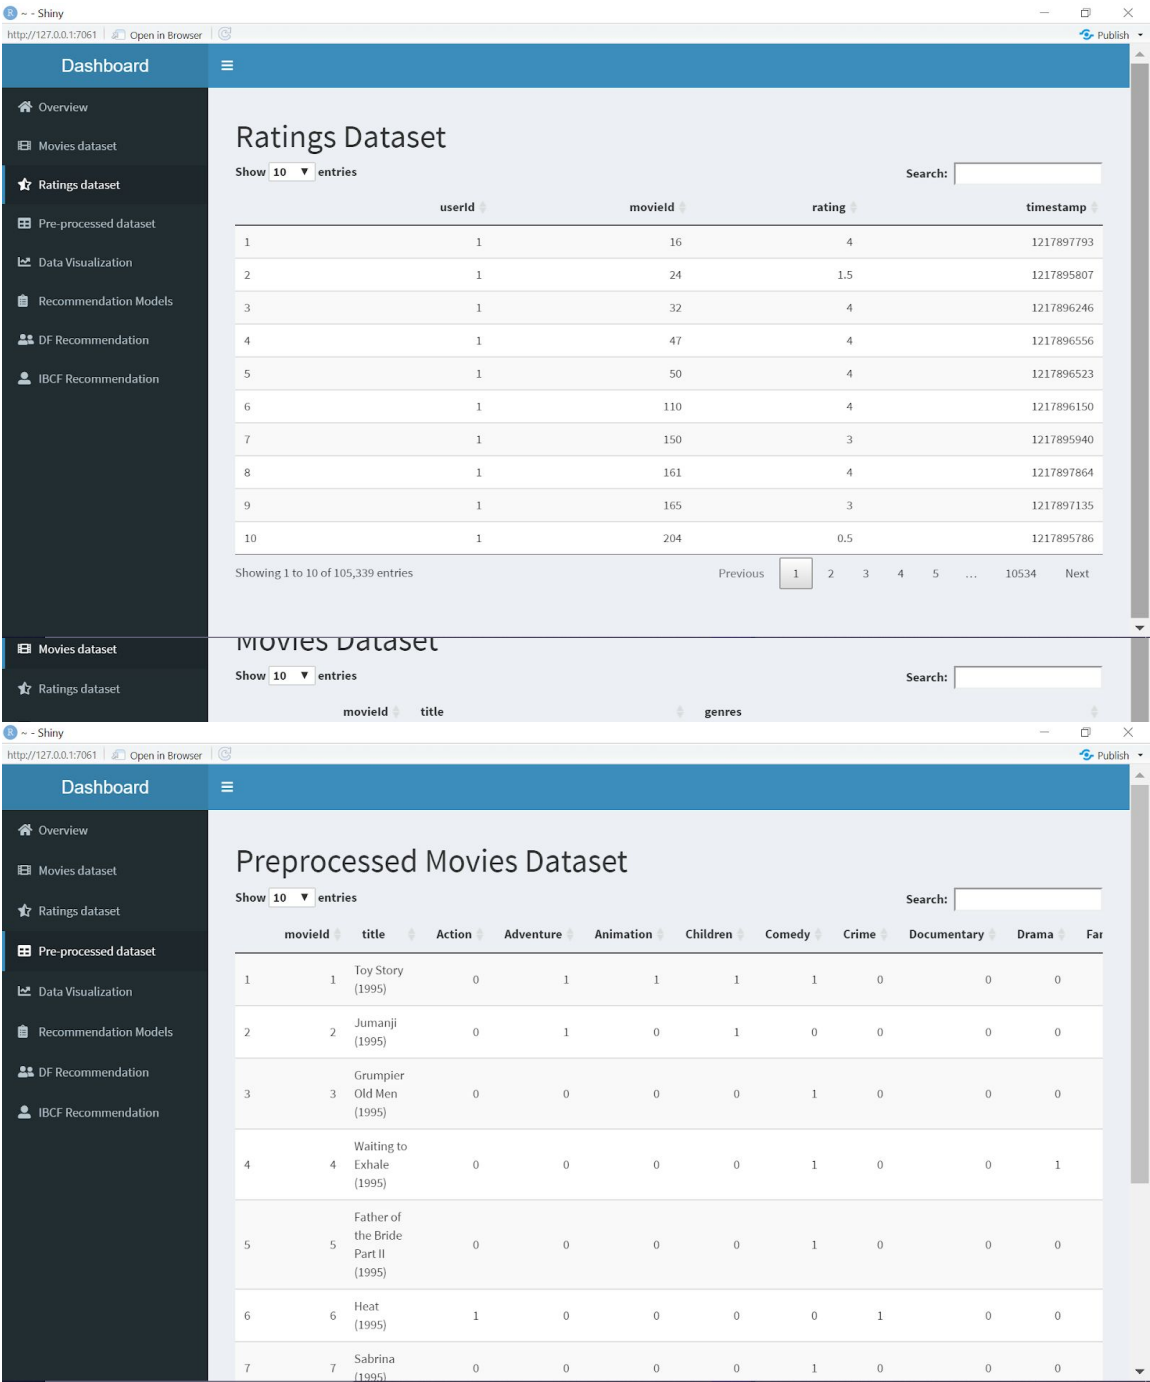 R ~ - Shiny
http://127.0.0.1:7061 Open in Browser Publish
Dashboard
Overview
Movies dataset
Ratings dataset
Pre-processed dataset
Data Visualization
Recommendation Models
DF Recommendation
IBCF Recommendation
Ratings Dataset
Show 10 entries Search:
userId movieId rating timestamp
1 1 16 4 1217897793
2 1 24 1.5 1217895807
3 1 32 4 1217896246
4 1 47 4 1217896556
5 1 50 4 1217896523
6 1 110 4 1217896150
7 1 150 3 1217895940
8 1 161 4 1217897864
9 1 165 3 1217897135
10 1 204 0.5 1217895786
Showing 1 to 10 of 105,339 entries Previous 1 2 3 4 5 ... 10534 Next
Movies dataset
Ratings dataset
Movies Dataset
Show 10 entries Search:
movieId title genres
R ~ - Shiny
http://127.0.0.1:7061 Open in Browser Publish
Dashboard
Overview
Movies dataset
Ratings dataset
Pre-processed dataset
Data Visualization
Recommendation Models
DF Recommendation
IBCF Recommendation
Preprocessed Movies Dataset
Show 10 entries Search:
movieId title Action Adventure Animation Children Comedy Crime Documentary Drama Far
1 1 Toy Story 0 1 1 1 1 0 0 0
(1995)
2 2 Jumanji 0 1 0 1 0 0 0 0
(1995)
Grumpier
3 3 Old Men 0 0 0 0 1 0 0 0
(1995)
Waiting to
4 4 Exhale 0 0 0 0 1 0 0 1
(1995)
Father of
the Bride
5 5 Part II 0 0 0 0 1 0 0 0
(1995)
6 6 Heat 1 0 0 0 0 1 0 0
(1995)
7 7 Sabrina 0 0 0 0 1 0 0 0
(1995)